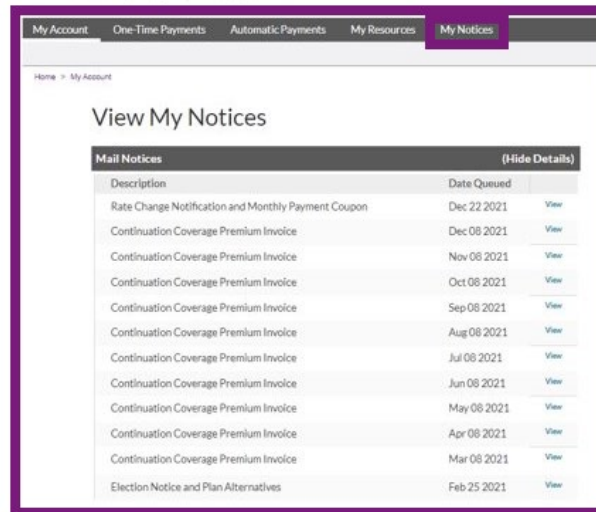 My Account One-Time Payments Automatic Payments My Resources My Notices
Home > My Account
View My Notices
Mail Notices (Hide Details)
Description Date Queued
Rate Change Notification and Monthly Payment Coupon Dec 22 2021 View
Continuation Coverage Premium Invoice Dec 08 2021 View
Continuation Coverage Premium Invoice Nov 08 2021 View
Continuation Coverage Premium Invoice Oct 08 2021 View
Continuation Coverage Premium Invoice Sep 08 2021 View
Continuation Coverage Premium Invoice Aug 08 2021 View
Continuation Coverage Premium Invoice Jul 08 2021 View
Continuation Coverage Premium Invoice Jun 08 2021 View
Continuation Coverage Premium Invoice May 08 2021 View
Continuation Coverage Premium Invoice Apr 08 2021 View
Continuation Coverage Premium Invoice Mar 08 2021 View
Election Notice and Plan Alternatives Feb 25 2021 View